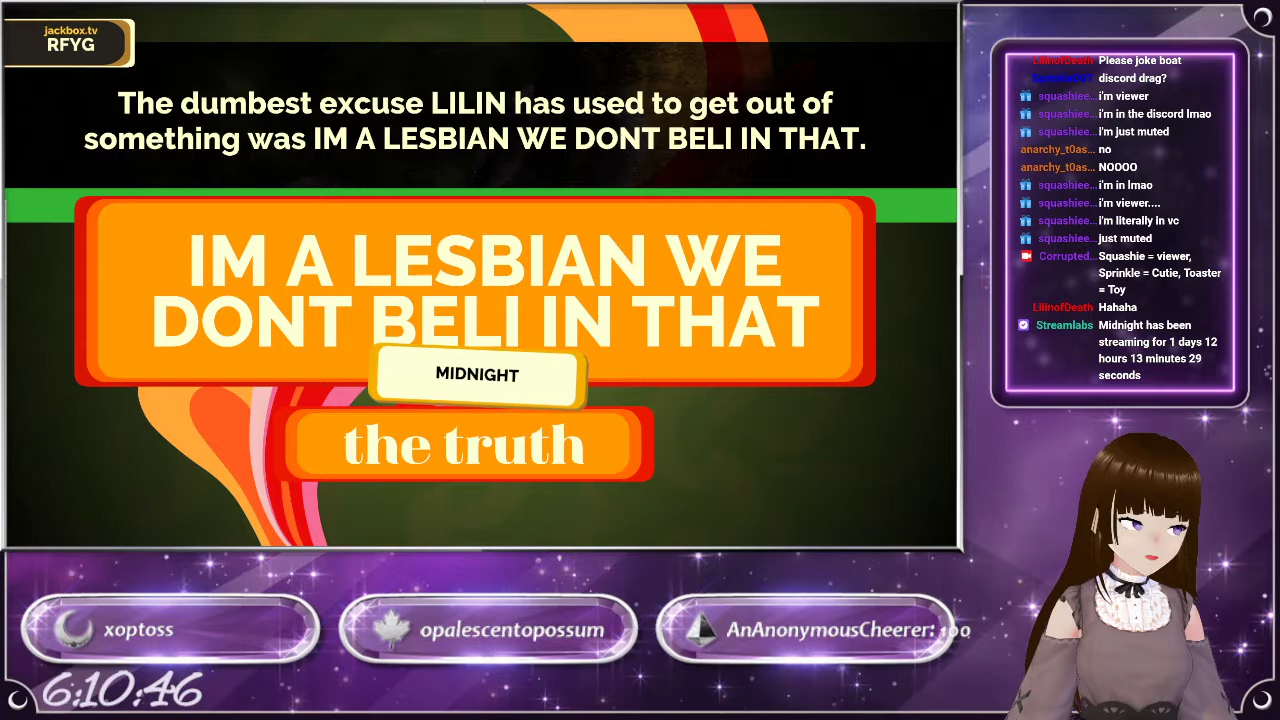 jackbox.tv
RFYG
The dumbest excuse LILIN has used to get out of
something was IM A LESBIAN WE DONT BELI IN THAT.
IM A LESBIAN WE
DONT BELI IN THAT
MIDNIGHT
the truth
LilinofDeath Please joke boat
discord drag?
squashiee... i'm viewer
squashiee... i'm in the discord lmao
squashiee... i'm just muted
anarchy_t0as... no
anarchy_t0as... NOOOO
squashiee... i'm in lmao
squashiee... i'm viewer....
squashiee... i'm literally in vc
squashiee... just muted
Corrupted... Squashie = viewer,
Sprinkle = Cutie, Toaster
= Toy
LilinofDeath Hahaha
Streamlabs Midnight has been
streaming for 1 days 12
hours 13 minutes 29
seconds
xoptoss
opalescentopossum
AnAnonymousCheerer: 100
6:10:46